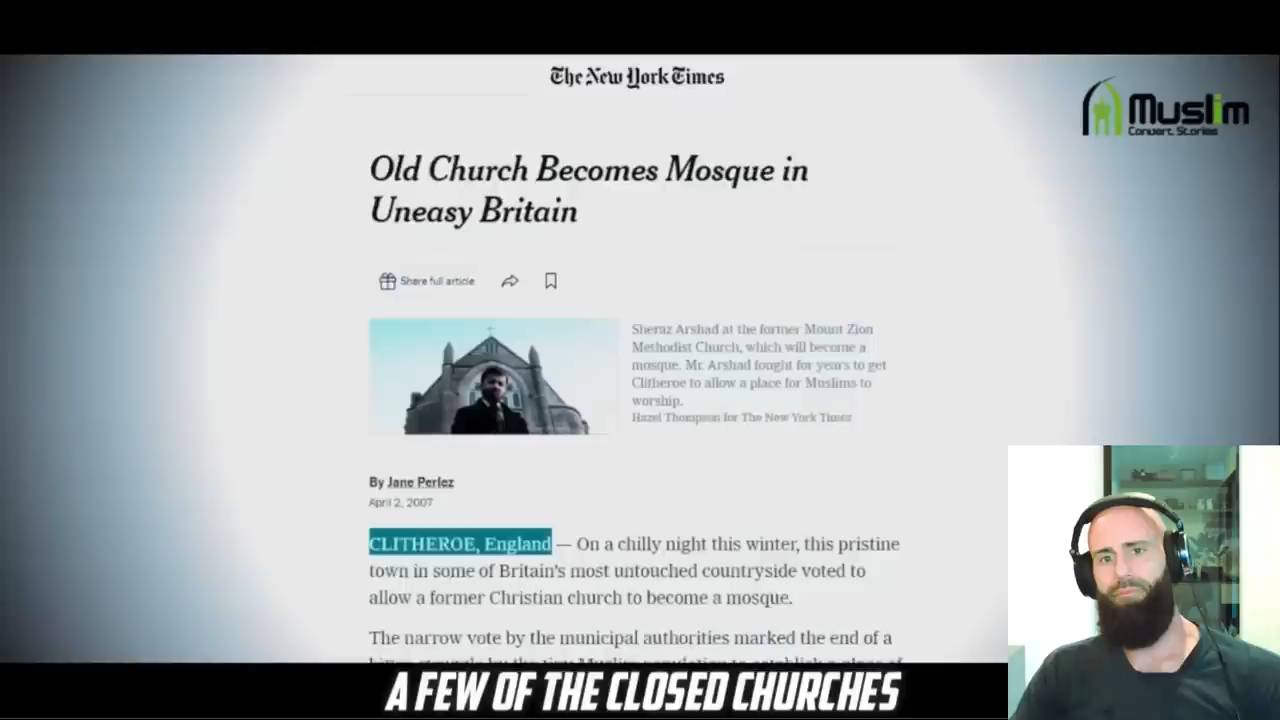 The New York Times
Muslim
Convert Stories
Old Church Becomes Mosque in
Uneasy Britain
Share full article
Sheraz Arshad at the former Mount Zion
Methodist Church, which will become a
mosque. Mr. Arshad fought for years to get
Clitheroe to allow a place for Muslims to
worship.
Hazel Thompson for The New York Times
By Jane Perlez
April 2, 2007
CLITHEROE, England — On a chilly night this winter, this pristine
town in some of Britain's most untouched countryside voted to
allow a former Christian church to become a mosque.
The narrow vote by the municipal authorities marked the end of a
A FEW OF THE CLOSED CHURCHES